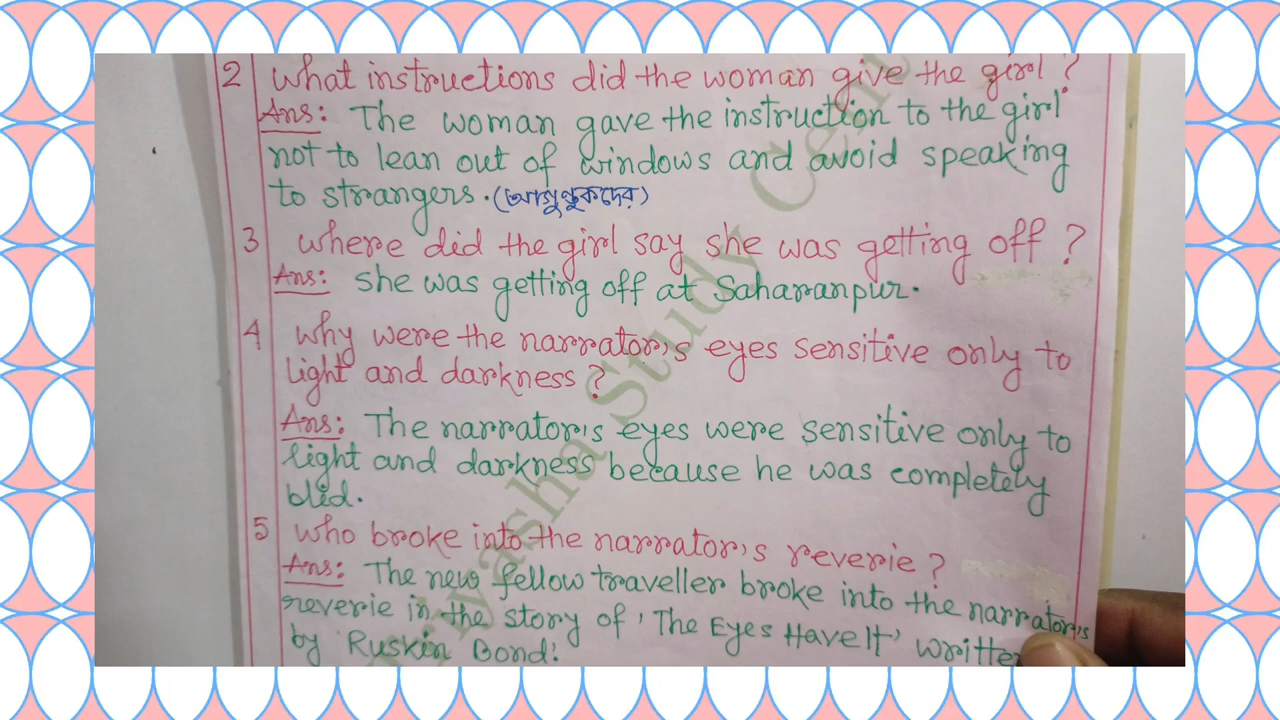 2 what instructions did the woman give the girl?
Ans: The woman gave the instruction to the girl
not to lean out of windows and avoid speaking
to strangers. (আগুন্তুকদের)
3 where did the girl say she was getting off?
Ans: she was getting off at Saharanpur.
4 why were the narrator's eyes sensitive only to
light and darkness?
Ans: The narrator's eyes were sensitive only to
light and darkness because he was completely
blid.
5 who broke into the narrator's reverie?
Ans: The new fellow traveller broke into the narrator's
reverie in the story of 'The Eyes Have It' written
by Ruskin Bond.
Study